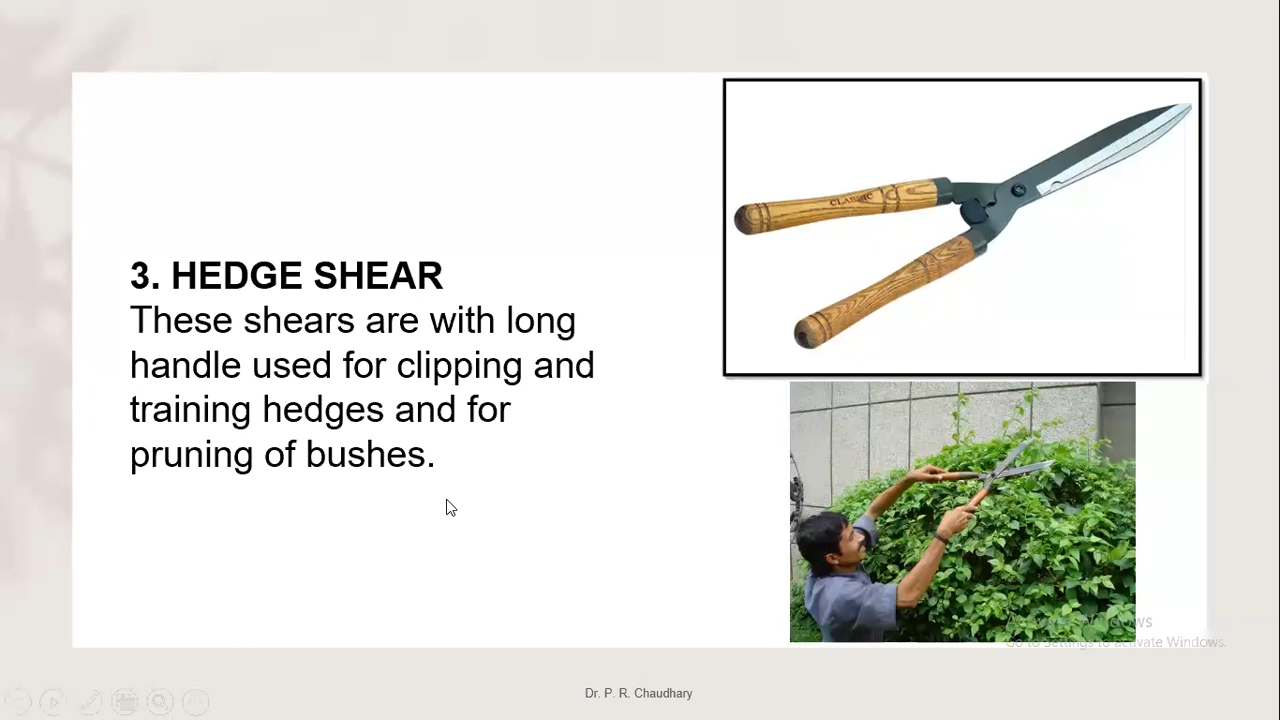 3. HEDGE SHEAR
These shears are with long
handle used for clipping and
training hedges and for
pruning of bushes.
CLASSIC
Windows
Go to Settings to activate Windows.
Dr. P. R. Chaudhary